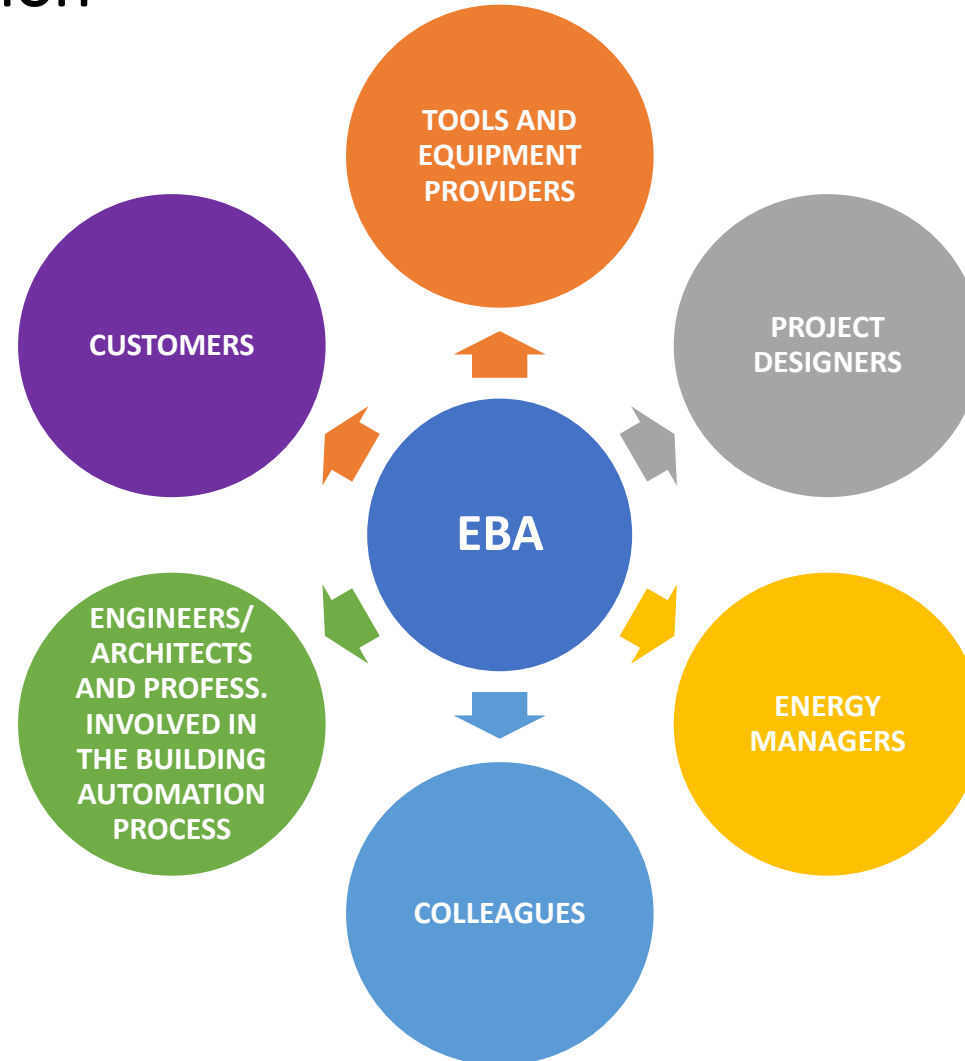 TOOLS AND
EQUIPMENT
PROVIDERS
CUSTOMERS
PROJECT
DESIGNERS
EBA
ENGINEERS/
ARCHITECTS
AND PROFESS.
INVOLVED IN
THE BUILDING
AUTOMATION
PROCESS
ENERGY
MANAGERS
COLLEAGUES